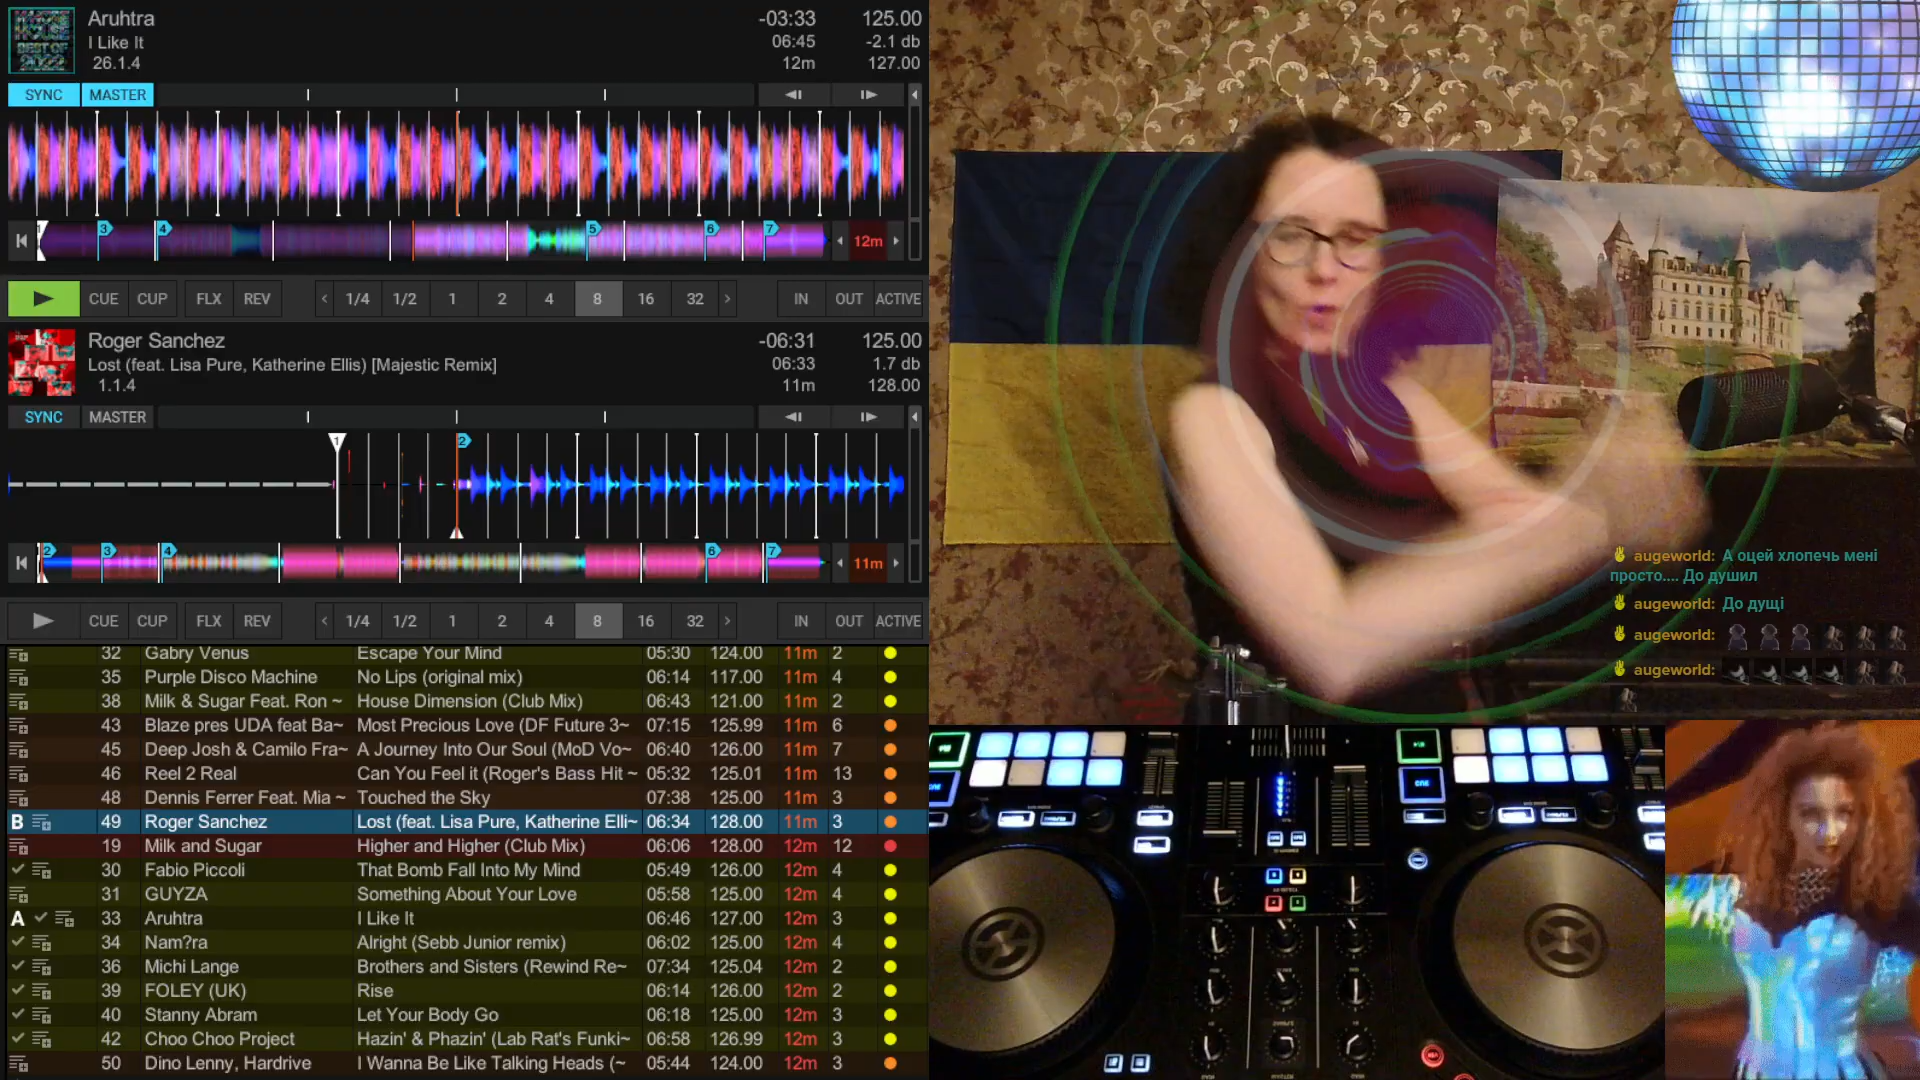 HOUSE
BEST OF
2022
Aruhtra
I Like It
26.1.4
-03:33 125.00
06:45 -2.1 db
12m 127.00
SYNC MASTER
3 4 5 6 7 12m
CUE CUP FLX REV 1/4 1/2 1 2 4 8 16 32 IN OUT ACTIVE
Roger Sanchez
Lost (feat. Lisa Pure, Katherine Ellis) [Majestic Remix]
1.1.4
-06:31 125.00
06:33 1.7 db
11m 128.00
SYNC MASTER
1 2
2 3 4 6 7 11m
CUE CUP FLX REV 1/4 1/2 1 2 4 8 16 32 IN OUT ACTIVE
32 Gabry Venus Escape Your Mind 05:30 124.00 11m 2
35 Purple Disco Machine No Lips (original mix) 06:14 117.00 11m 4
38 Milk & Sugar Feat. Ron ~ House Dimension (Club Mix) 06:43 121.00 11m 2
43 Blaze pres UDA feat Ba~ Most Precious Love (DF Future 3~ 07:15 125.99 11m 6
45 Deep Josh & Camilo Fra~ A Journey Into Our Soul (MoD Vo~ 06:40 126.00 11m 7
46 Reel 2 Real Can You Feel it (Roger's Bass Hit ~ 05:32 125.01 11m 13
48 Dennis Ferrer Feat. Mia ~ Touched the Sky 07:38 125.00 11m 3
B 49 Roger Sanchez Lost (feat. Lisa Pure, Katherine Elli~ 06:34 128.00 11m 3
19 Milk and Sugar Higher and Higher (Club Mix) 06:06 128.00 12m 12
30 Fabio Piccoli That Bomb Fall Into My Mind 05:49 126.00 12m 4
31 GUYZA Something About Your Love 05:58 125.00 12m 4
A 33 Aruhtra I Like It 06:46 127.00 12m 3
34 Nam?ra Alright (Sebb Junior remix) 06:02 125.00 12m 4
36 Michi Lange Brothers and Sisters (Rewind Re~ 07:34 125.04 12m 2
39 FOLEY (UK) Rise 06:14 126.00 12m 2
40 Stanny Abram Let Your Body Go 06:18 125.00 12m 3
42 Choo Choo Project Hazin' & Phazin' (Lab Rat's Funki~ 06:58 126.99 12m 3
50 Dino Lenny, Hardrive I Wanna Be Like Talking Heads (~ 05:44 124.00 12m 3
augeworld: А оцей хлопечь мені
просто.... До душил
augeworld: До дущі
augeworld:
augeworld: